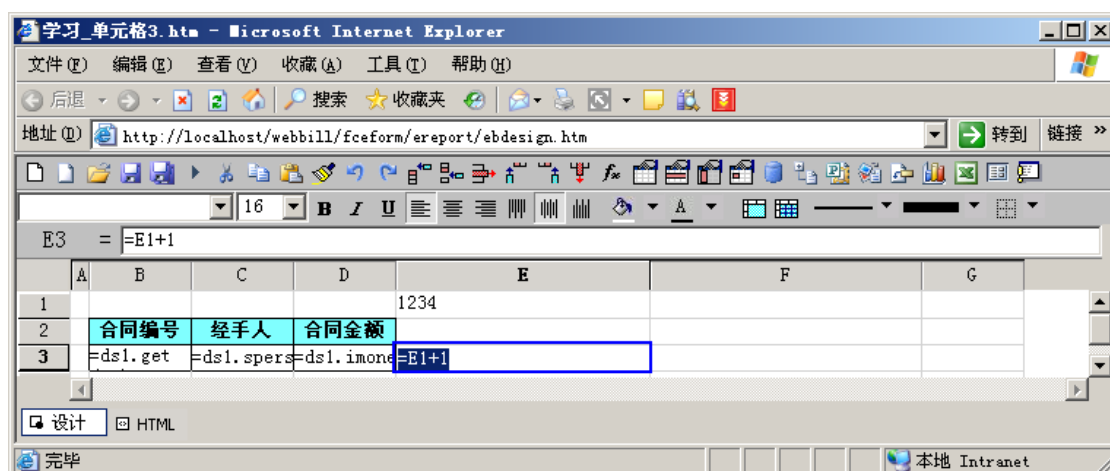 学习_单元格3.htm - Microsoft Internet Explorer
文件(F) 编辑(E) 查看(V) 收藏(A) 工具(T) 帮助(H)
后退 搜索 收藏夹
地址(D) http://localhost/webbill/fceform/ereport/ebdesign.htm 转到 链接 »
16 B I U A
E3 = =E1+1
A B C D E F G
1 1234
2 合同编号 经手人 合同金额
3 =ds1.get =ds1.spers =ds1.imone =E1+1
设计 HTML
完毕 本地 Intranet